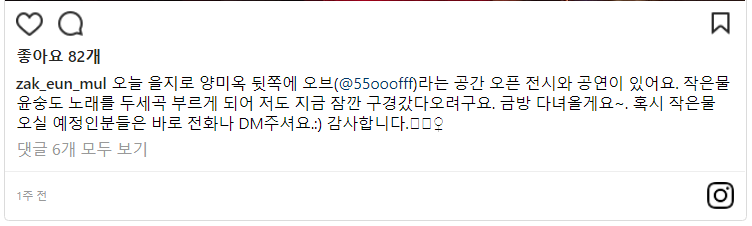 좋아요 82개
zak_eun_mul 오늘 을지로 양미옥 뒷쪽에 오브(@55ooofff)라는 공간 오픈 전시와 공연이 있어요. 작은물
윤숭도 노래를 두세곡 부르게 되어 저도 지금 잠깐 구경갔다오려구요. 금방 다녀올게요~. 혹시 작은물
오실 예정인분들은 바로 전화나 DM주셔요.:) 감사합니다.🏻‍♀
댓글 6개 모두 보기
1주 전